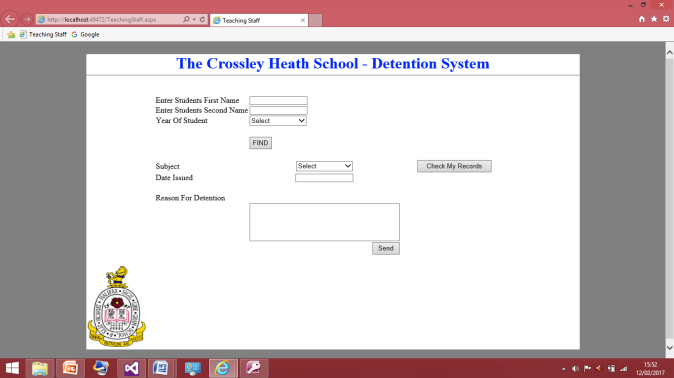 http://localhost:49472/TeachingStaff.aspx
Teaching Staff
Teaching Staff
Google
The Crossley Heath School - Detention System
Enter Students First Name
Enter Students Second Name
Year Of Student Select
FIND
Subject Select Check My Records
Date Issued
Reason For Detention
Send
15:52
12/02/2017